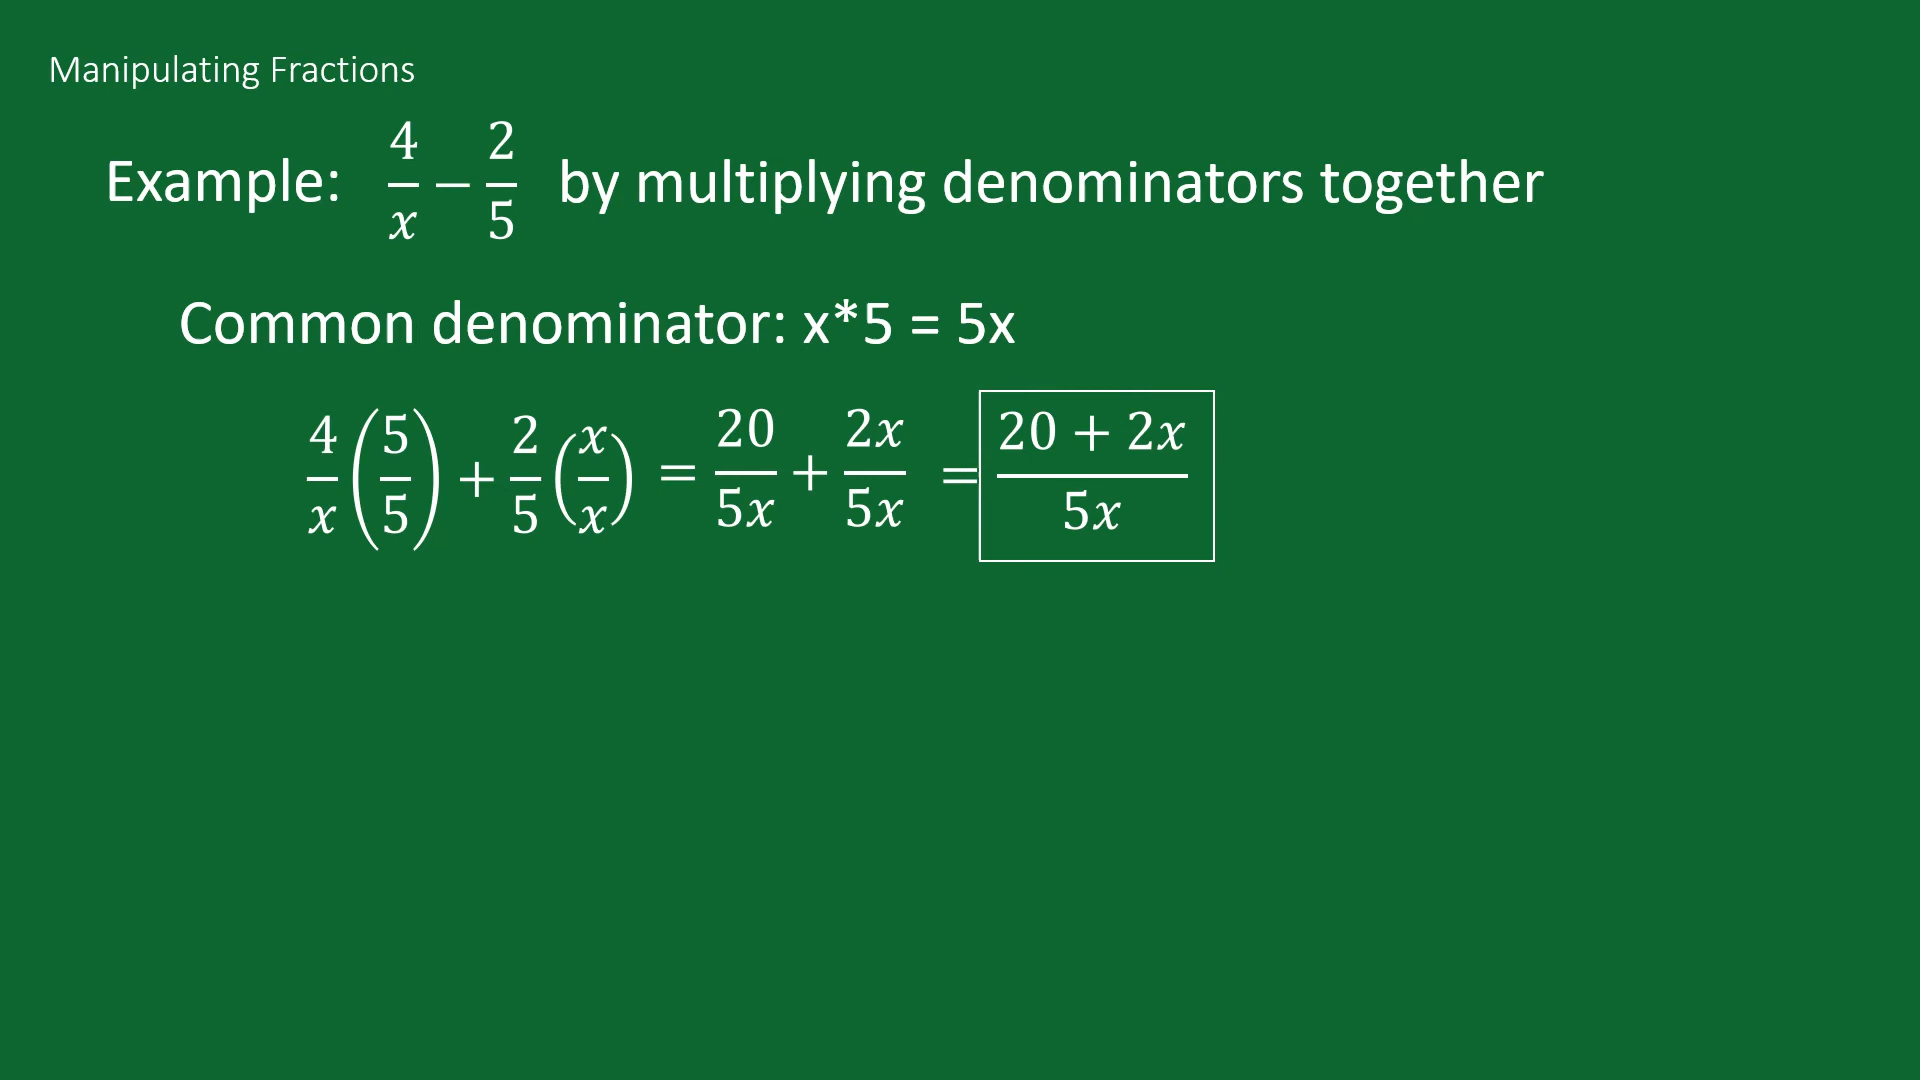 Manipulating Fractions
Example: 4/x − 2/5 by multiplying denominators together
Common denominator: x*5 = 5x
4/x (5/5) + 2/5 (x/x) = 20/5x + 2x/5x = 20 + 2x/5x